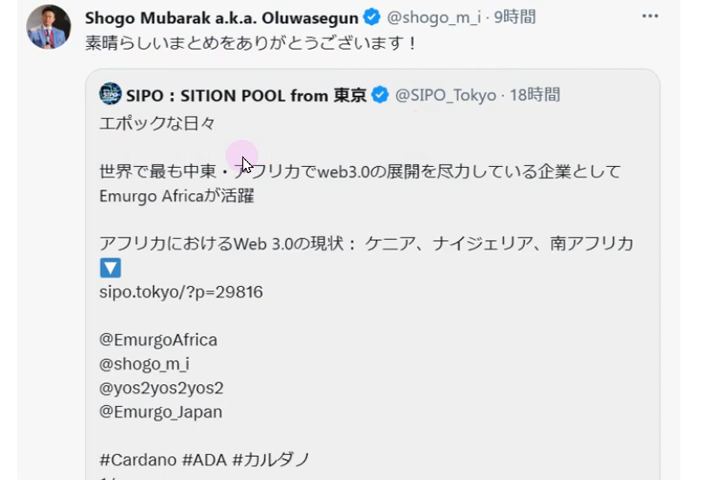 Shogo Mubarak a.k.a. Oluwasegun @shogo_m_i · 9時間
素晴らしいまとめをありがとうございます！
SIPO : SITION POOL from 東京 @SIPO_Tokyo · 18時間
エポックな日々
世界で最も中東・アフリカでweb3.0の展開を尽力している企業として
Emurgo Africaが活躍
アフリカにおけるWeb 3.0の現状： ケニア、ナイジェリア、南アフリカ
sipo.tokyo/?p=29816
@EmurgoAfrica
@shogo_m_i
@yos2yos2yos2
@Emurgo_Japan
#Cardano #ADA #カルダノ